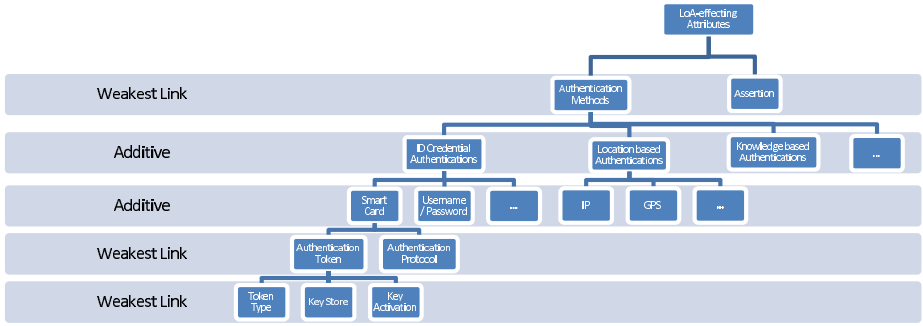 LoA-effecting
Attributes
Weakest Link
Authentication
Methods
Assertion
Additive
ID Credential
Authentications
Location based
Authentications
Knowledge based
Authentications
...
Additive
Smart
Card
Username
/ Password
...
IP
GPS
...
Weakest Link
Authentication
Token
Authentication
Protocoll
Weakest Link
Token
Type
Key Store
Key
Activation